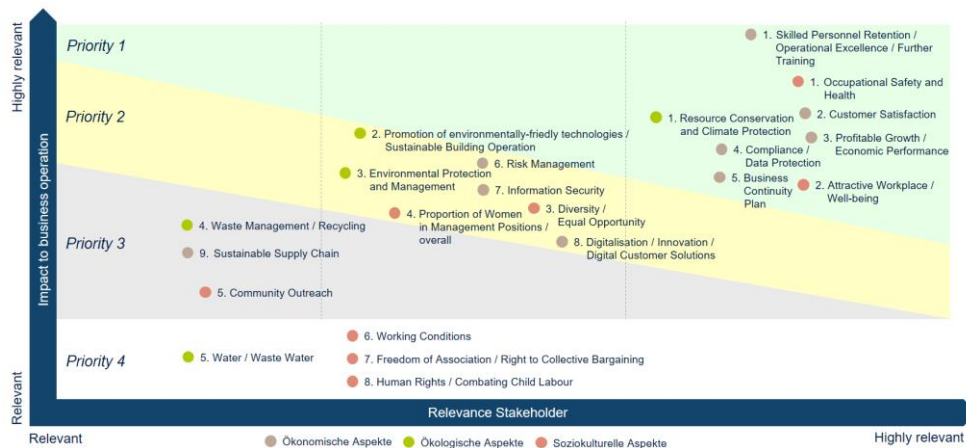 Highly relevant
Impact to business operation
Relevant
Priority 1
Priority 2
Priority 3
Priority 4
1. Skilled Personnel Retention /
Operational Excellence / Further
Training
1. Occupational Safety and
Health
1. Resource Conservation
and Climate Protection
2. Customer Satisfaction
3. Profitable Growth /
Economic Performance
4. Compliance /
Data Protection
5. Business
Continuity
Plan
2. Attractive Workplace /
Well-being
2. Promotion of environmentally-friedly technologies /
Sustainable Building Operation
6. Risk Management
3. Environmental Protection
and Management
7. Information Security
4. Proportion of Women
in Management Positions /
overall
3. Diversity /
Equal Opportunity
8. Digitalisation / Innovation /
Digital Customer Solutions
4. Waste Management / Recycling
9. Sustainable Supply Chain
5. Community Outreach
6. Working Conditions
5. Water / Waste Water
7. Freedom of Association / Right to Collective Bargaining
8. Human Rights / Combating Child Labour
Relevance Stakeholder
Relevant
Highly relevant
Ökonomische Aspekte
Ökologische Aspekte
Soziokulturelle Aspekte